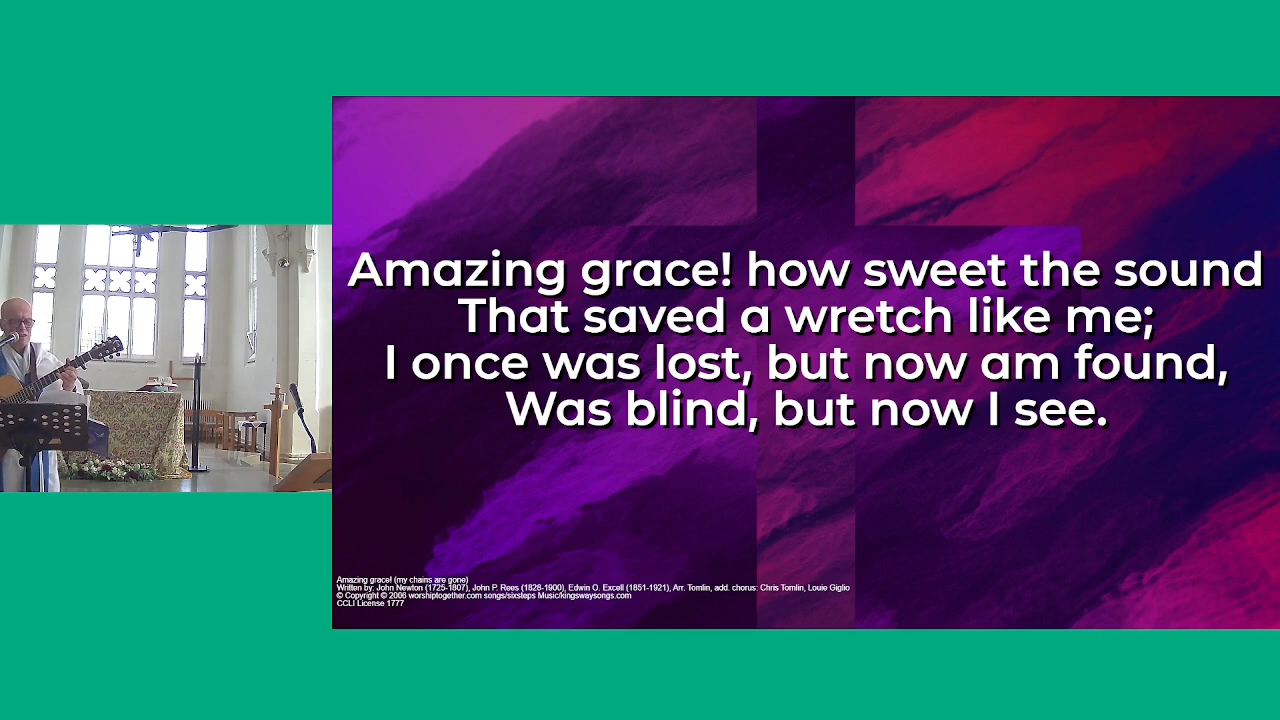 Amazing grace! how sweet the sound
That saved a wretch like me;
I once was lost, but now am found,
Was blind, but now I see.
Amazing grace! (my chains are gone)
Written by: John Newton (1725-1807), John P. Rees (1828-1900), Edwin O. Excell (1851-1921), Arr. Tomlin, add. chorus: Chris Tomlin, Louie Giglio
© Copyright © 2006 worshiptogether.com songs/sixsteps Music/kingswaysongs.com
CCLI License 1777